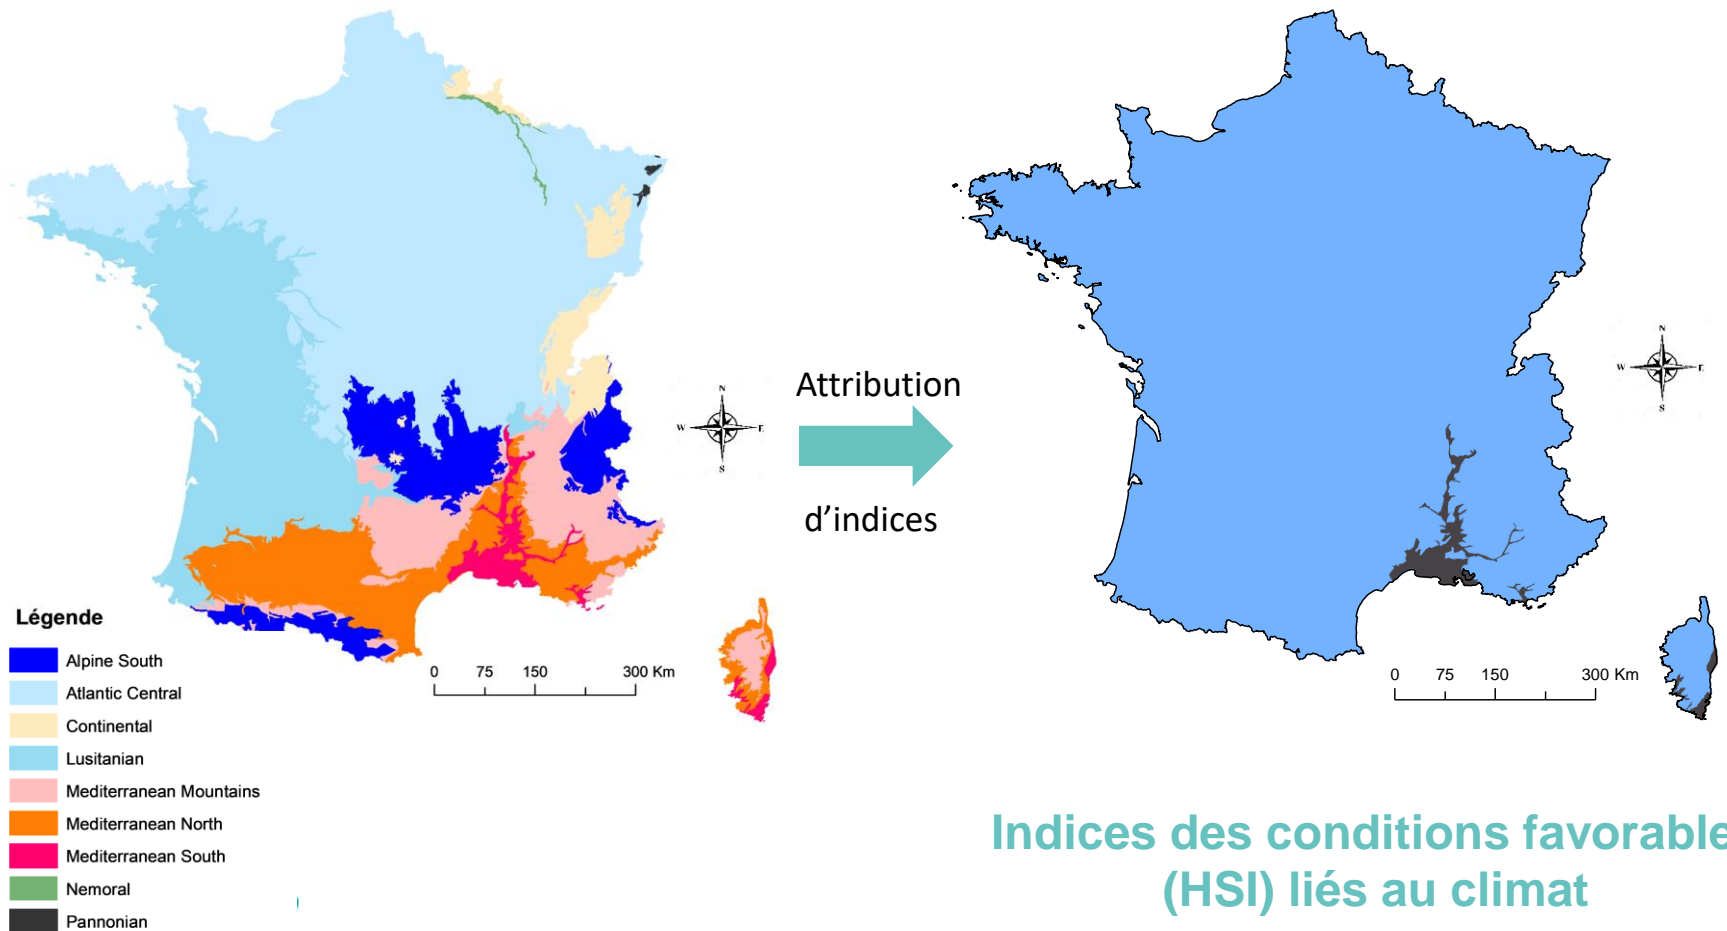 Attribution
d'indices
N
W
E
S
N
W
E
S
Légende
Alpine South
Atlantic Central
Continental
Lusitanian
Mediterranean Mountains
Mediterranean North
Mediterranean South
Nemoral
Pannonian
0 75 150 300 Km
0 75 150 300 Km
Indices des conditions favorable
(HSI) liés au climat